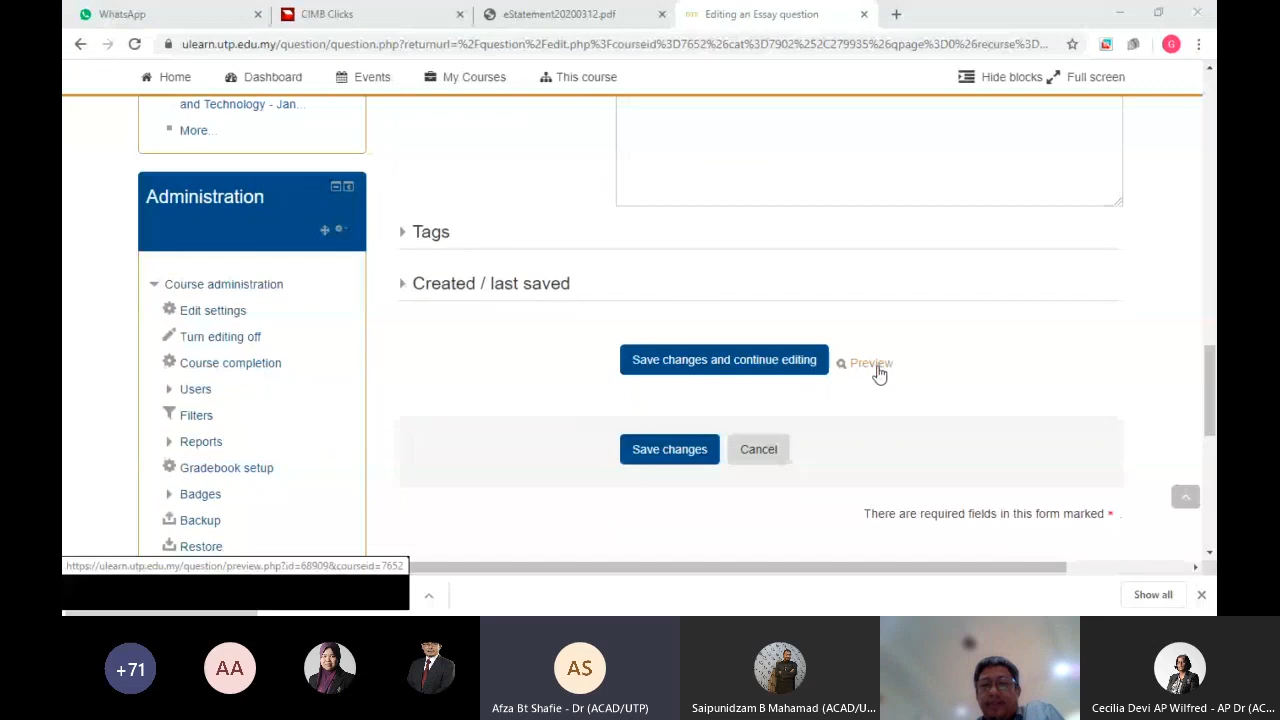 WhatsApp
CIMB Clicks
eStatement20200312.pdf
Editing an Essay question
ulearn.utp.edu.my/question/question.php?returnurl=%2Fquestion%2Fedit.php%3Fcourseid%3D7652%26cat%3D7902%252C279935%26qpage%3D0%26recurse%3D...
G
Home
Dashboard
Events
My Courses
This course
Hide blocks
Full screen
and Technology - Jan...
More...
Administration
Tags
Created / last saved
Course administration
Edit settings
Turn editing off
Course completion
Users
Filters
Reports
Gradebook setup
Badges
Backup
Restore
Save changes and continue editing
Preview
Save changes
Cancel
There are required fields in this form marked * .
https://ulearn.utp.edu.my/question/preview.php?id=68909&courseid=7652
Show all
+71
AA
AS
Afza Bt Shafie - Dr (ACAD/UTP)
Saipunidzam B Mahamad (ACAD/U...
Cecilia Devi AP Wilfred - AP Dr (AC...